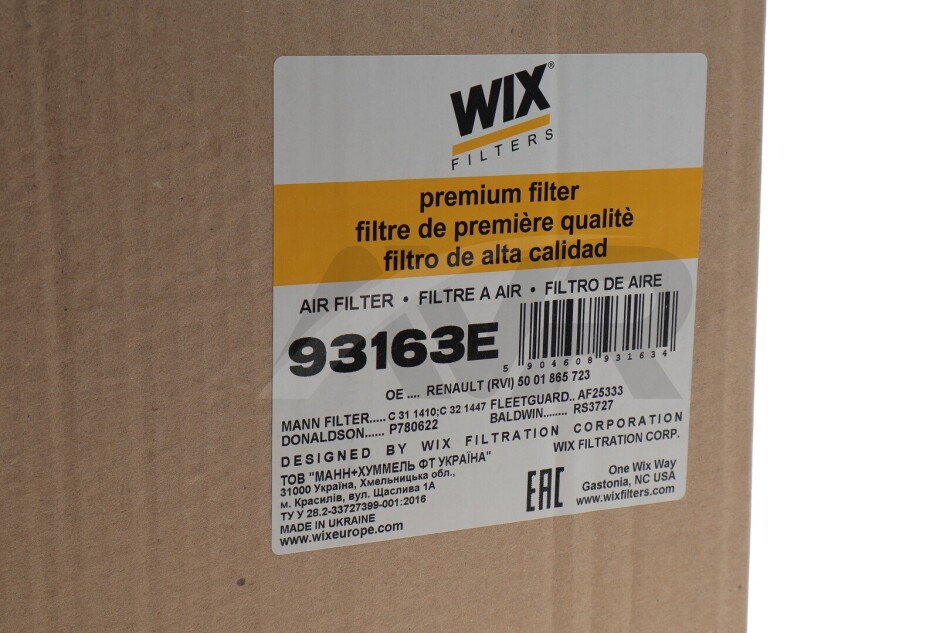 WIX®
FILTERS
premium filter
filtre de première qualitè
filtro de alta calidad
AIR FILTER • FILTRE A AIR • FILTRO DE AIRE
93163E
5 904608 931634
OE .... RENAULT (RVI) 50 01 865 723
MANN FILTER..... C 31 1410;C 32 1447 FLEETGUARD.. AF25333
DONALDSON...... P780622 BALDWIN........ RS3727
DESIGNED BY WIX FILTRATION CORPORATION
ТОВ "МАНН+ХУММЕЛЬ ФТ УКРАЇНА"
31000 Україна, Хмельницька обл.,
м. Красилів, вул. Щаслива 1А
ТУ У 28.2-33727399-001:2016
MADE IN UKRAINE
www.wixeurope.com
EAC
WIX FILTRATION CORP.
One Wix Way
Gastonia, NC USA
www.wixfilters.com